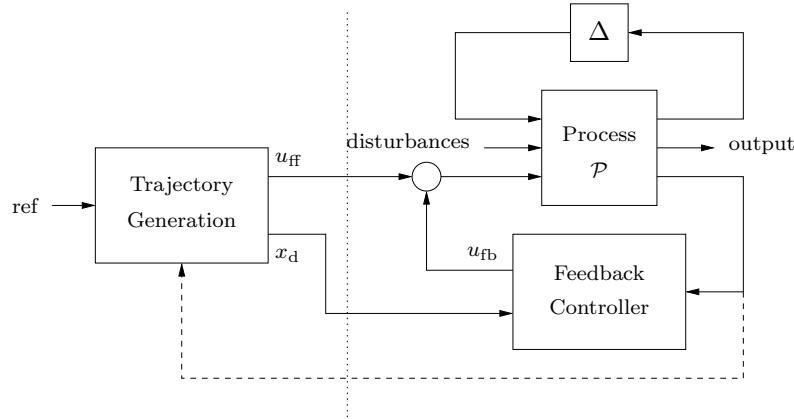 Δ
disturbances
Process
𝒫
output
ref
Trajectory
Generation
u_ff
x_d
u_fb
Feedback
Controller